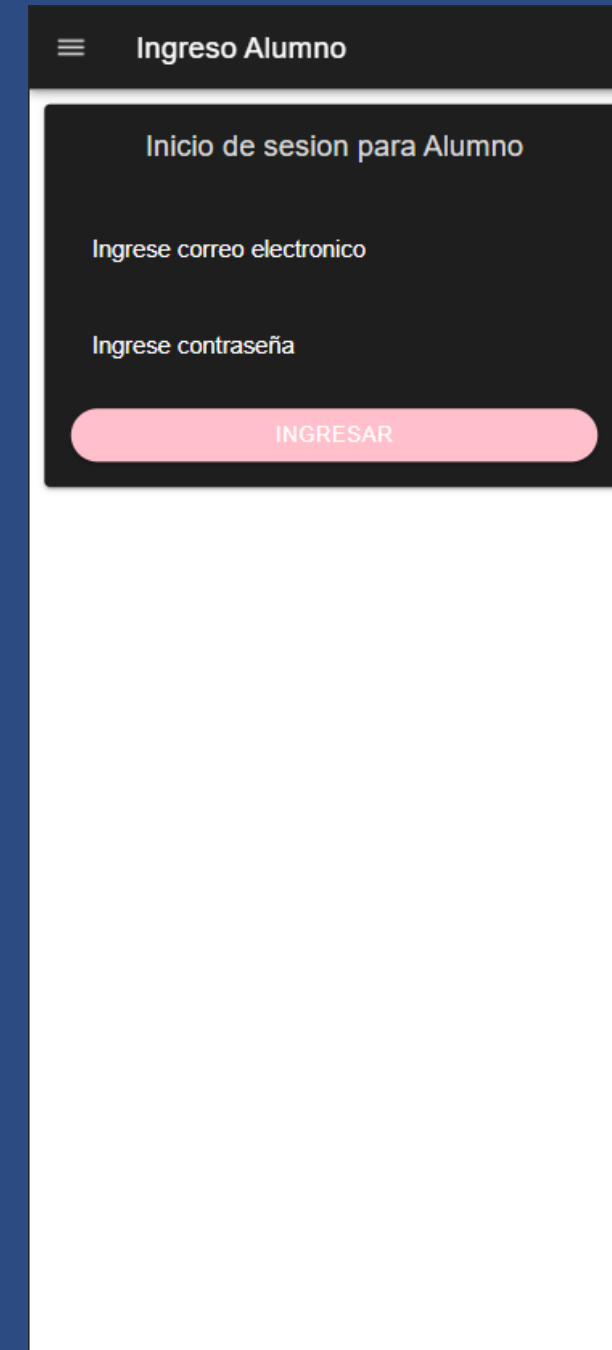 Ingreso Alumno
Inicio de sesion para Alumno
Ingrese correo electronico
Ingrese contraseña
INGRESAR